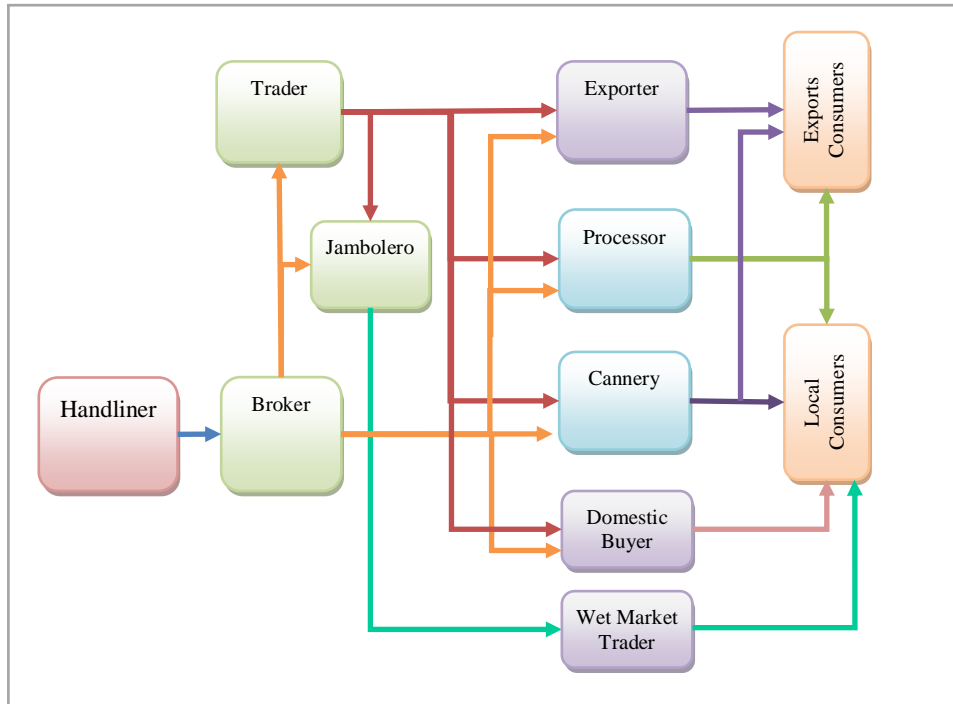 Trader
Exporter
Exports
Consumers
Jambolero
Processor
Handliner
Broker
Cannery
Local
Consumers
Domestic
Buyer
Wet Market
Trader